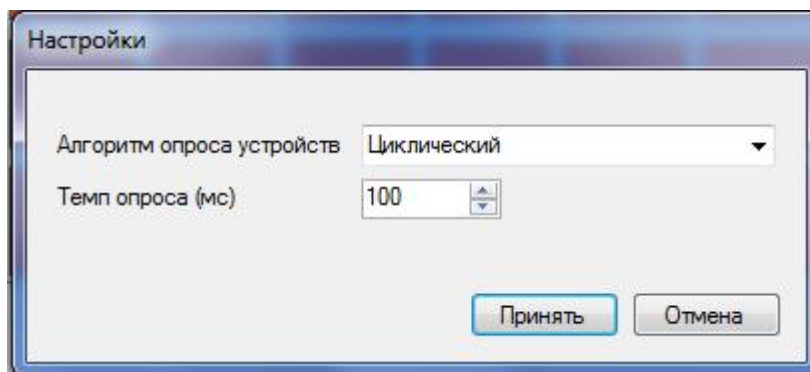 Настройки
Алгоритм опроса устройств Циклический
Темп опроса (мс) 100
Принять Отмена